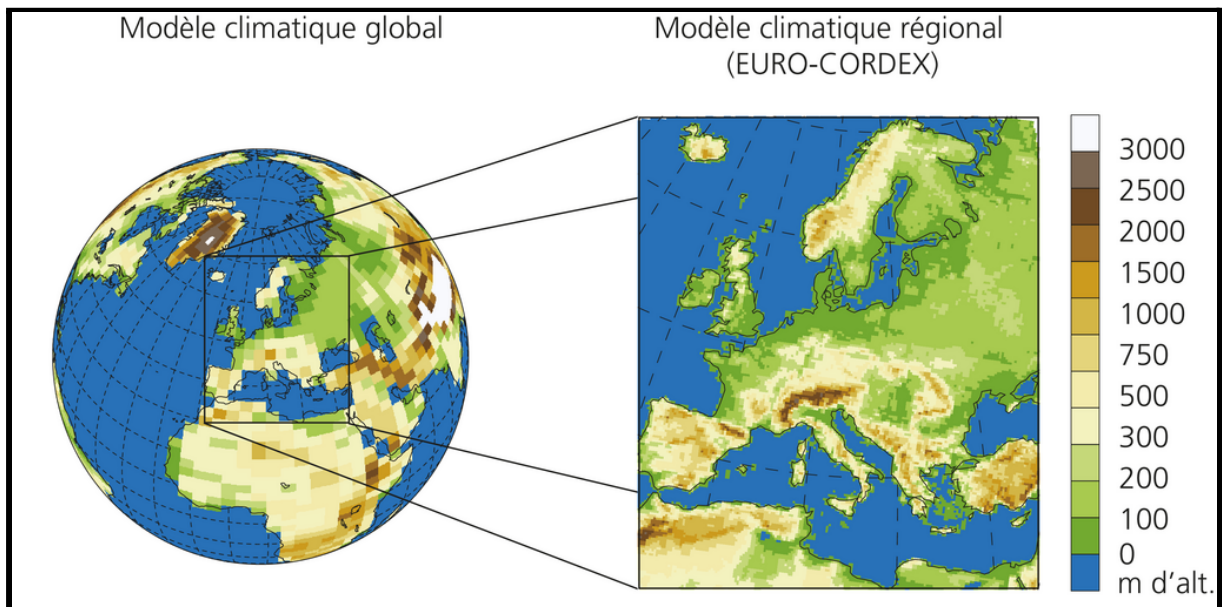 Modèle climatique global
Modèle climatique régional
(EURO-CORDEX)
3000
2500
2000
1500
1000
750
500
300
200
100
0
m d'alt.